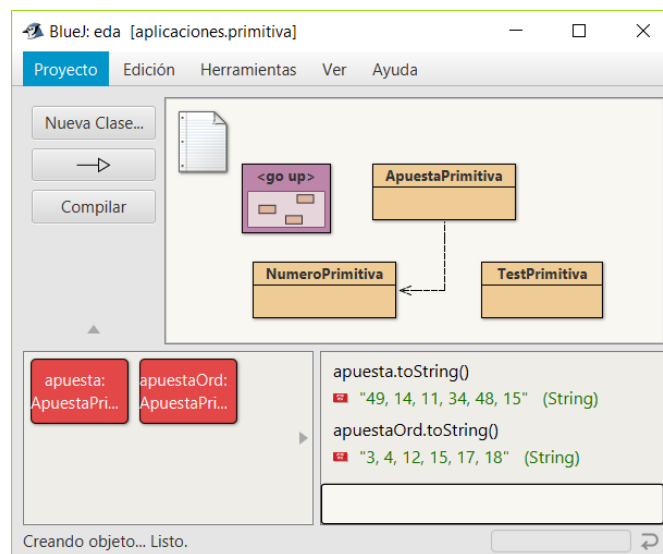 BlueJ: eda [aplicaciones.primitiva]
Proyecto Edición Herramientas Ver Ayuda
Nueva Clase...
Compilar
<go up>
ApuestaPrimitiva
NumeroPrimitiva
TestPrimitiva
apuesta:
ApuestaPri...
apuestaOrd:
ApuestaPri...
apuesta.toString()
"49, 14, 11, 34, 48, 15" (String)
apuestaOrd.toString()
"3, 4, 12, 15, 17, 18" (String)
Creando objeto... Listo.